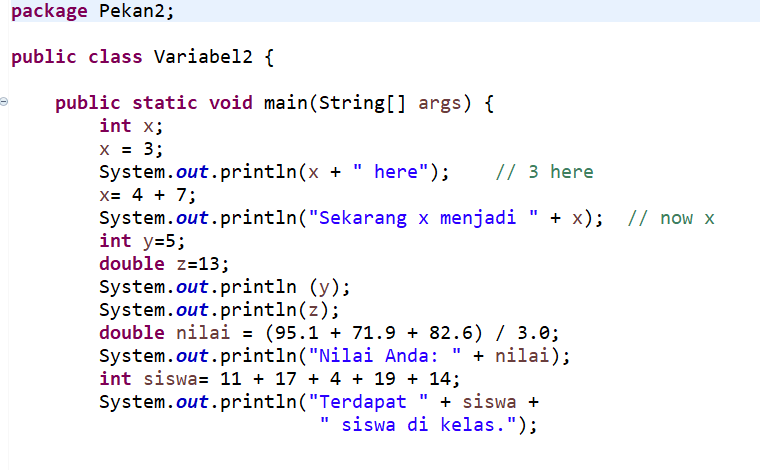 package Pekan2;
public class Variabel2 {
public static void main(String[] args) {
int x;
x = 3;
System.out.println(x + " here");    // 3 here
x= 4 + 7;
System.out.println("Sekarang x menjadi " + x);  // now x
int y=5;
double z=13;
System.out.println (y);
System.out.println(z);
double nilai = (95.1 + 71.9 + 82.6) / 3.0;
System.out.println("Nilai Anda: " + nilai);
int siswa= 11 + 17 + 4 + 19 + 14;
System.out.println("Terdapat " + siswa +
" siswa di kelas.");